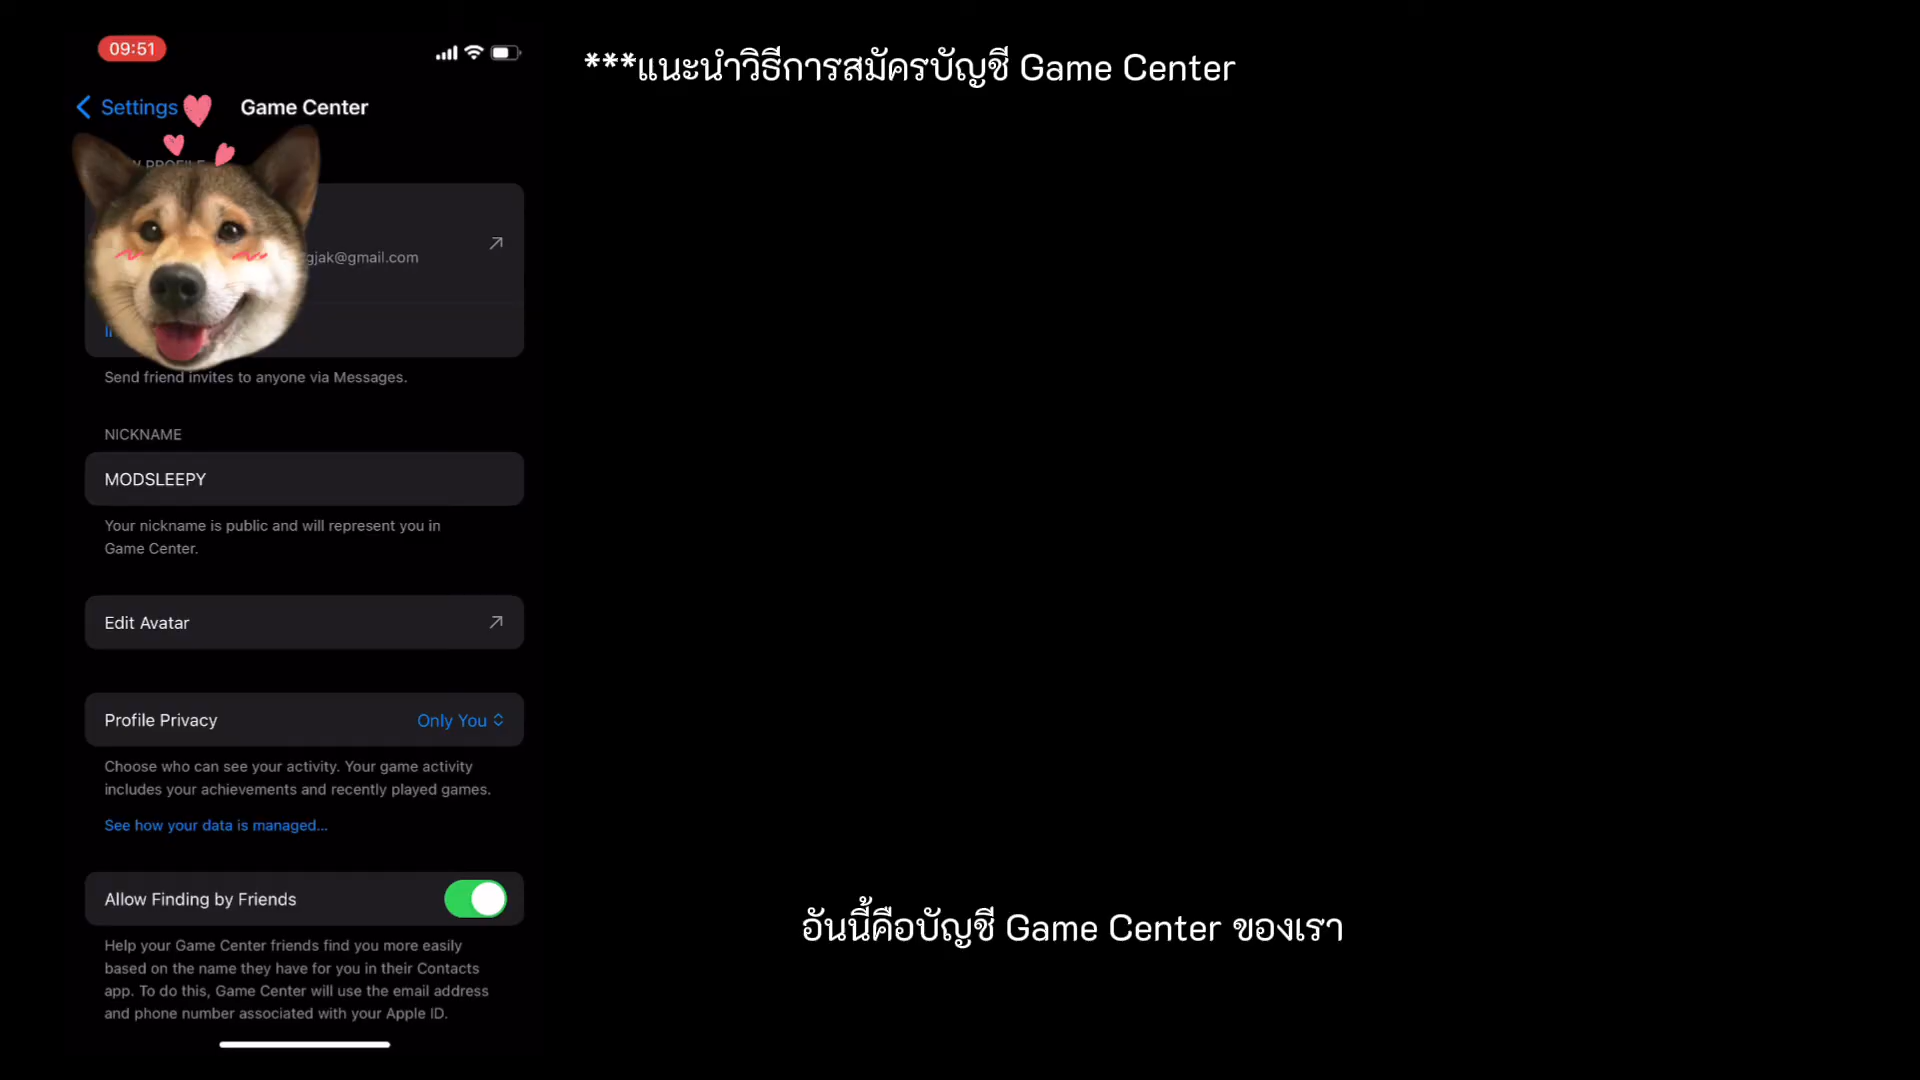 09:51
Settings
Game Center
***แนะนำวิธีการสมัครบัญชี Game Center
PROFILE
gjak@gmail.com
Send friend invites to anyone via Messages.
NICKNAME
MODSLEEPY
Your nickname is public and will represent you in
Game Center.
Edit Avatar
Profile Privacy
Only You
Choose who can see your activity. Your game activity
includes your achievements and recently played games.
See how your data is managed...
Allow Finding by Friends
Help your Game Center friends find you more easily
based on the name they have for you in their Contacts
app. To do this, Game Center will use the email address
and phone number associated with your Apple ID.
อันนี้คือบัญชี Game Center ของเรา